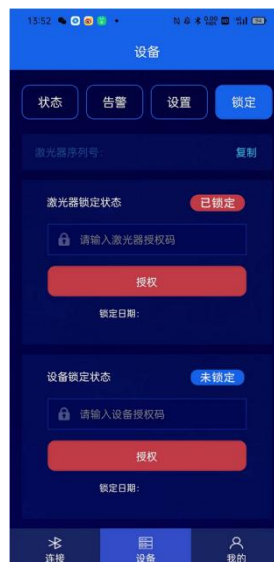 15:52
设备
状态 告警 设置 锁定
激光器序列号: 复制
激光器锁定状态 已锁定
请输入激光器授权码
授权
锁定日期:
设备锁定状态 未锁定
请输入设备授权码
授权
锁定日期:
连接 设备 我的